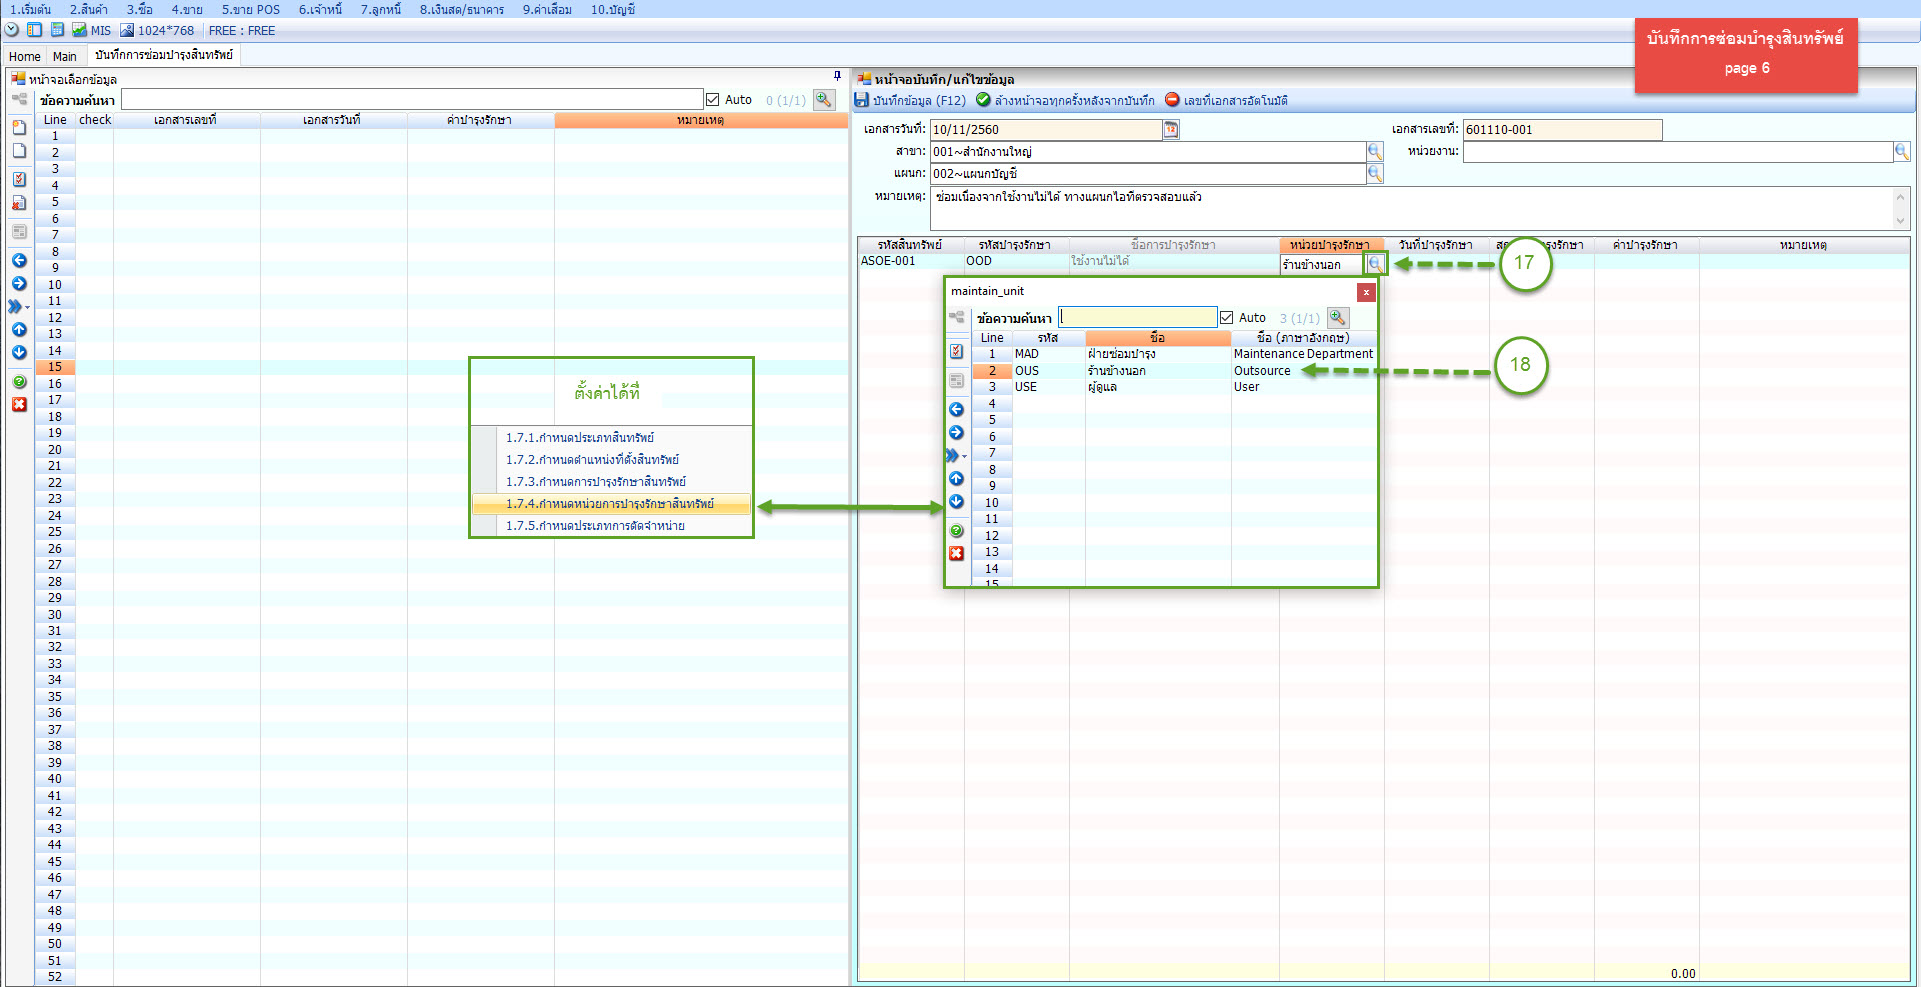 1.เริ่มต้น 2.สินค้า 3.ซื้อ 4.ขาย 5.ขาย POS 6.เจ้าหนี้ 7.ลูกหนี้ 8.เงินสด/ธนาคาร 9.ค่าเสื่อม 10.บัญชี
MIS 1024*768 FREE : FREE
บันทึกการซ่อมบำรุงสินทรัพย์
page 6
Home Main บันทึกการซ่อมบำรุงสินทรัพย์
หน้าจอเลือกข้อมูล
ข้อความค้นหา Auto 0 (1/1)
Line check เอกสารเลขที่ เอกสารวันที่ ค่าบำรุงรักษา หมายเหตุ
1
2
3
4
5
6
7
8
9
10
11
12
13
14
15
16
17
18
19
20
21
22
23
24
25
26
27
28
29
30
31
32
33
34
35
36
37
38
39
40
41
42
43
44
45
46
47
48
49
50
51
52
ตั้งค่าได้ที่
1.7.1.กำหนดประเภทสินทรัพย์
1.7.2.กำหนดตำแหน่งที่ตั้งสินทรัพย์
1.7.3.กำหนดการบำรุงรักษาสินทรัพย์
1.7.4.กำหนดหน่วยการบำรุงรักษาสินทรัพย์
1.7.5.กำหนดประเภทการตัดจำหน่าย
หน้าจอบันทึก/แก้ไขข้อมูล
บันทึกข้อมูล (F12) ล้างหน้าจอทุกครั้งหลังจากบันทึก เลขที่เอกสารอัตโนมัติ
เอกสารวันที่: 10/11/2560 12 เอกสารเลขที่: 601110-001
สาขา: 001~สำนักงานใหญ่ หน่วยงาน:
แผนก: 002~แผนกบัญชี
หมายเหตุ: ซ่อมเนื่องจากใช้งานไม่ได้ ทางแผนกไอทีตรวจสอบแล้ว
รหัสสินทรัพย์ รหัสบำรุงรักษา ชื่อการบำรุงรักษา หน่วยบำรุงรักษา วันที่บำรุงรักษา ค่าบำรุงรักษา หมายเหตุ
ASOE-001 OOD ใช้งานไม่ได้ ร้านข้างนอก
17
maintain_unit x
ข้อความค้นหา Auto 3 (1/1)
Line รหัส ชื่อ ชื่อ (ภาษาอังกฤษ)
1 MAD ฝ่ายซ่อมบำรุง Maintenance Department
2 OUS ร้านข้างนอก Outsource
3 USE ผู้ดูแล User
18
4
5
6
7
8
9
10
11
12
13
14
15
0.00